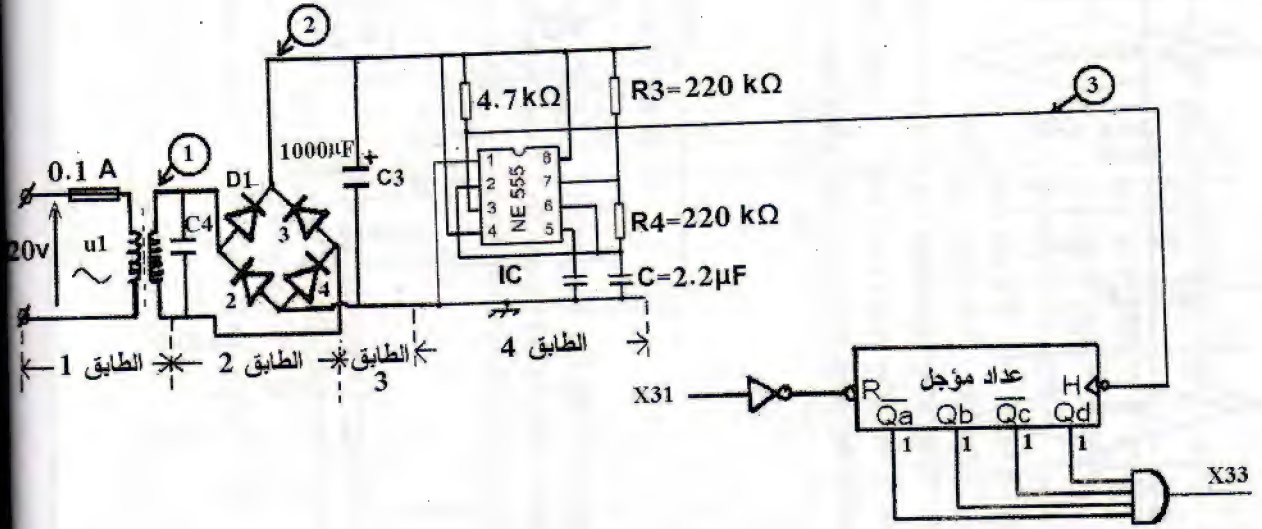 2
3
4.7kΩ
R3=220 kΩ
1
0.1 A
1000µF
+
C3
D1
C4
3
2
4
20v
u1
1
2
3
4
8
7
6
5
NE 555
IC
R4=220 kΩ
C=2.2µF
الطابق 1
الطابق 2
الطابق
3
الطابق 4
عداد مؤجل
X31
R
H
Q̅a̅ Qb Q̅c̅ Qd
1 1 1 1
X33